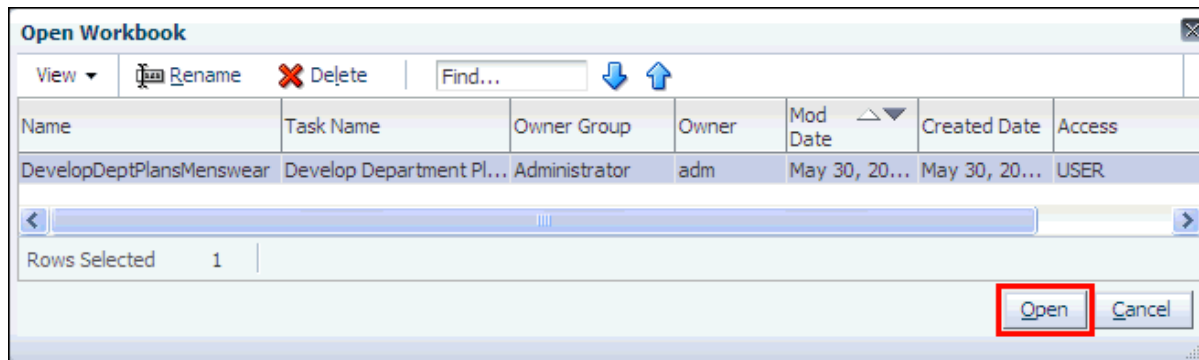 Open Workbook
View Rename Delete Find...
Name Task Name Owner Group Owner Mod Date Created Date Access
DevelopDeptPlansMenswear Develop Department Pl... Administrator adm May 30, 20... May 30, 20... USER
Rows Selected 1
Open Cancel